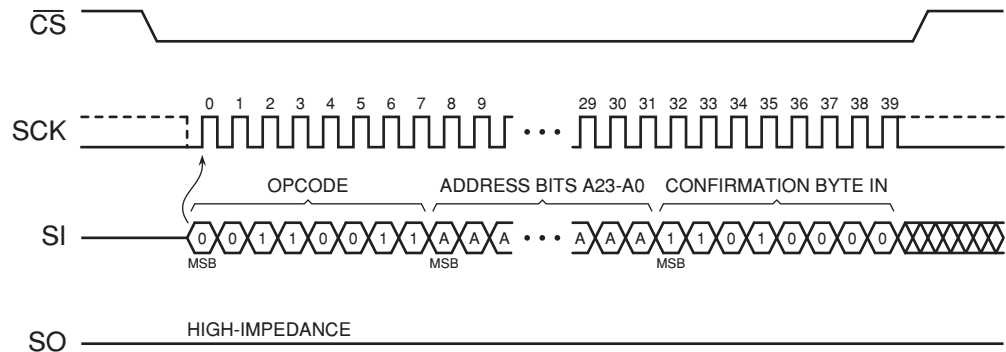 CS
0 1 2 3 4 5 6 7 8 9 29 30 31 32 33 34 35 36 37 38 39
SCK
OPCODE ADDRESS BITS A23-A0 CONFIRMATION BYTE IN
SI 0 0 1 1 0 0 1 1 A A A A A A 1 1 0 1 0 0 0 0
MSB MSB MSB
HIGH-IMPEDANCE
SO